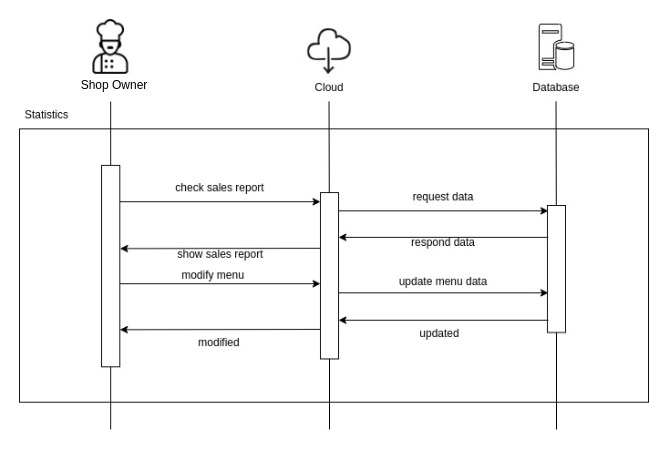 Shop Owner
Cloud
Database
Statistics
check sales report
request data
respond data
show sales report
modify menu
update menu data
updated
modified